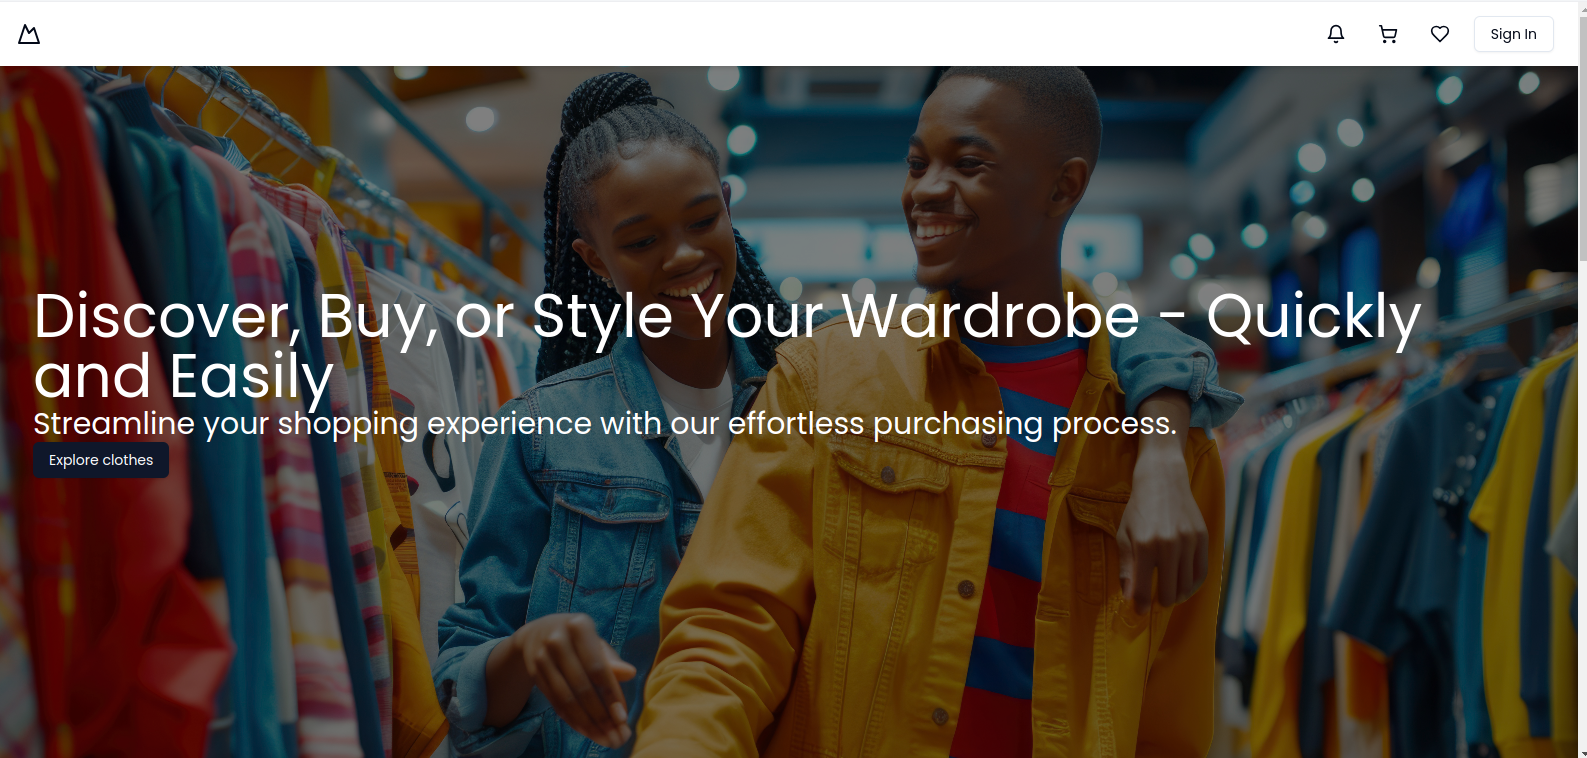 Sign In
Discover, Buy, or Style Your Wardrobe - Quickly
and Easily
Streamline your shopping experience with our effortless purchasing process.
Explore clothes